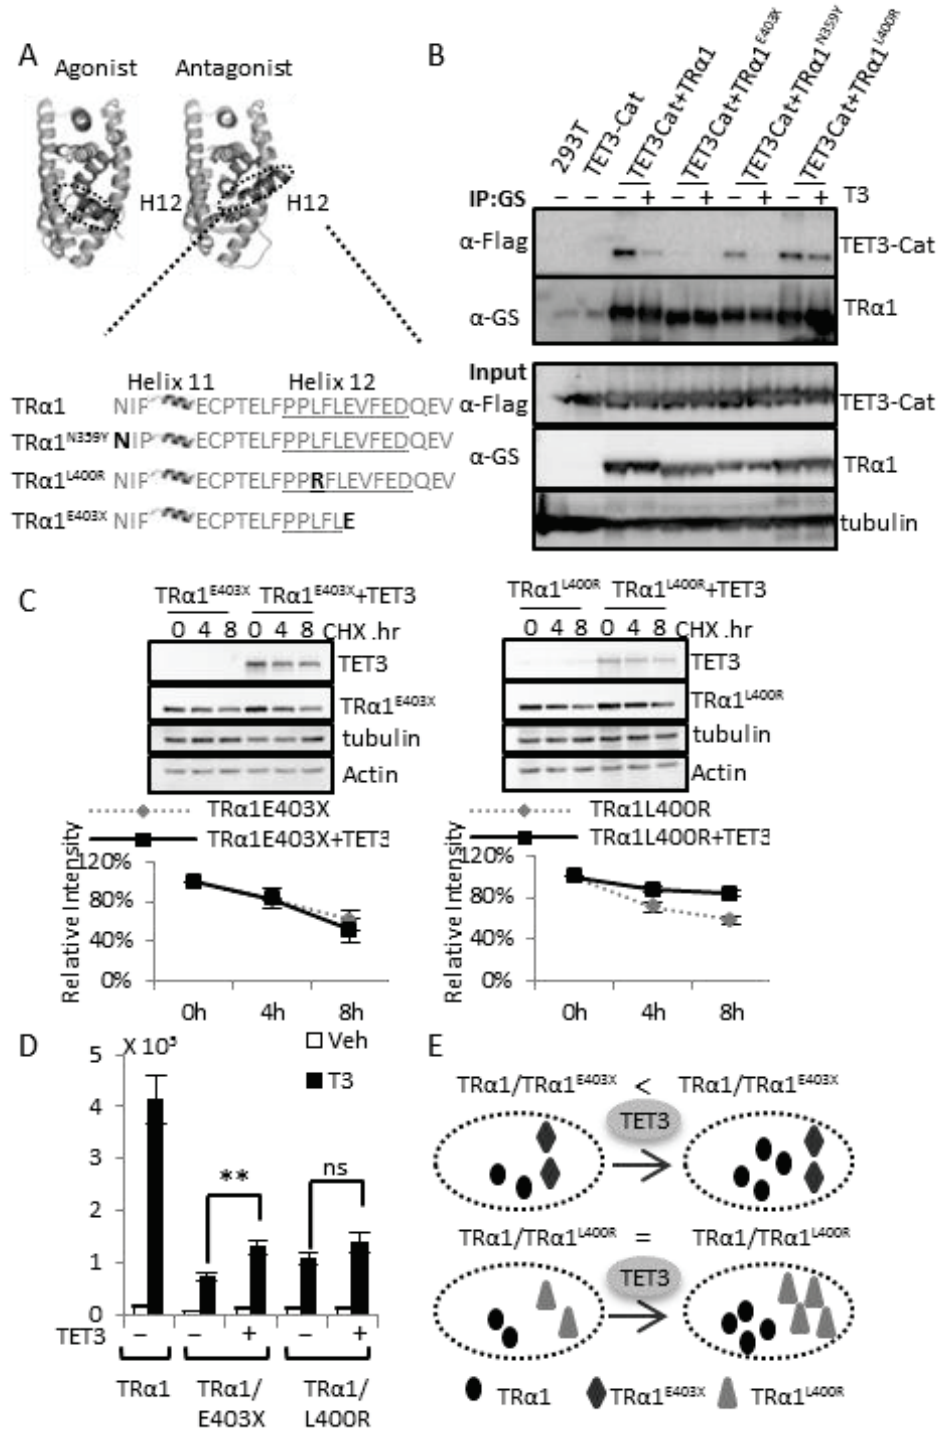 A
Agonist Antagonist
H12 H12
Helix 11 Helix 12
TRα1 NIF ECPTELFPPLFLEVFEDQEV
TRα1N359Y NIP ECPTELFPPLFLEVFEDQEV
TRα1L400R NIF ECPTELFPPRFLEVFEDQEV
TRα1E403X NIF ECPTELFPPLFLE
B
293T
TET3-Cat
TET3Cat+TRα1
TET3Cat+TRα1E403X
TET3Cat+TRα1N359Y
TET3Cat+TRα1L400R
IP:GS − − − + − + − + − + T3
α-Flag TET3-Cat
α-GS TRα1
Input
α-Flag TET3-Cat
α-GS TRα1
tubulin
C
TRα1E403X TRα1E403X+TET3
0 4 8 0 4 8 CHX .hr
TET3
TRα1E403X
tubulin
Actin
TRα1E403X
TRα1E403X+TET3
Relative Intensity
120%
80%
40%
0%
0h 4h 8h
TRα1L400R TRα1L400R+TET3
0 4 8 0 4 8 CHX .hr
TET3
TRα1L400R
tubulin
Actin
TRα1L400R
TRα1L400R+TET3
Relative Intensity
120%
80%
40%
0%
0h 4h 8h
D
X 10³
Veh
T3
5
4
3
2
1
0
** ns
TET3 − − + − +
TRα1 TRα1/ TRα1/
E403X L400R
E
TRα1/TRα1E403X < TRα1/TRα1E403X
TET3
TRα1/TRα1L400R = TRα1/TRα1L400R
TET3
TRα1 TRα1E403X TRα1L400R